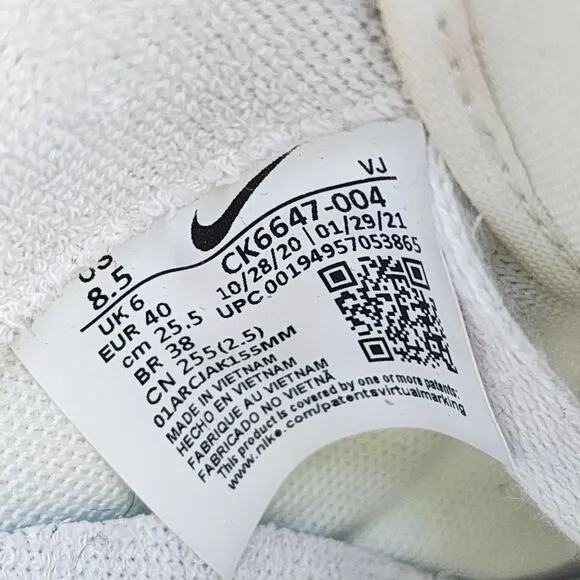 VJ
CK6647-004
10/28/20 | 01/29/21
UPC 00194957053865
8.5
UK 6
EUR 40
cm 25.5
BR 38
CN 255(2.5)
01ARCJAK155MM
MADE IN VIETNAM
HECHO EN VIETNAM
FABRIQUE AU VIETNAM
FABRICADO NO VIETNÃ
This product is covered by one or more patents:
www.nike.com/patentsvirtualmarking